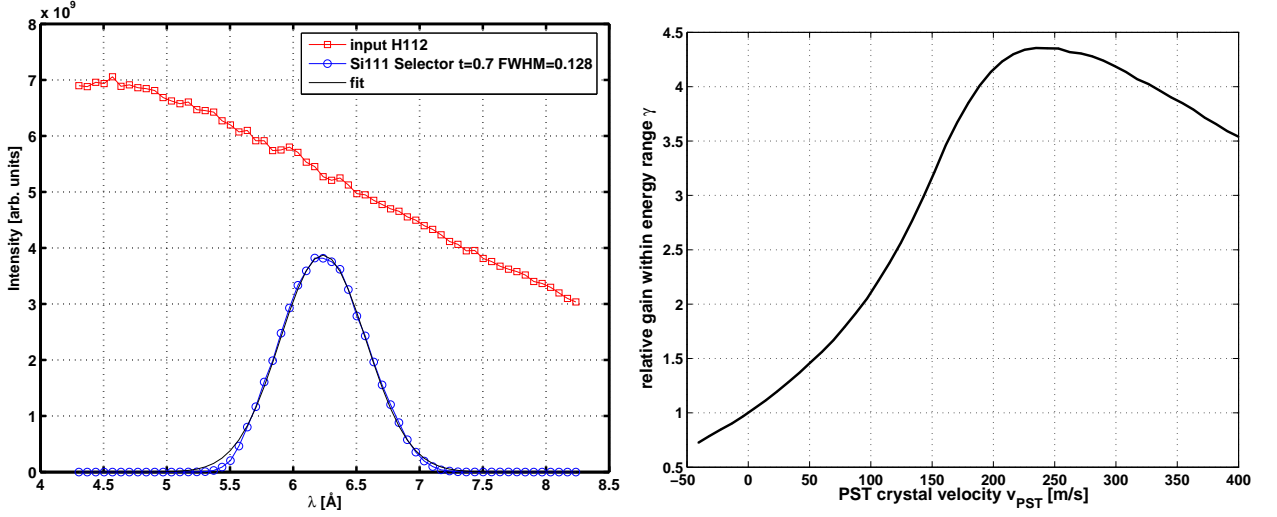 x 10^9
8
7
6
5
4
3
2
1
0
Intensity [arb. units]
input H112
Si111 Selector t=0.7 FWHM=0.128
fit
4 4.5 5 5.5 6 6.5 7 7.5 8 8.5
λ [Å]
4.5
4
3.5
3
2.5
2
1.5
1
0.5
relative gain within energy range γ
−50 0 50 100 150 200 250 300 350 400
PST crystal velocity v_PST [m/s]